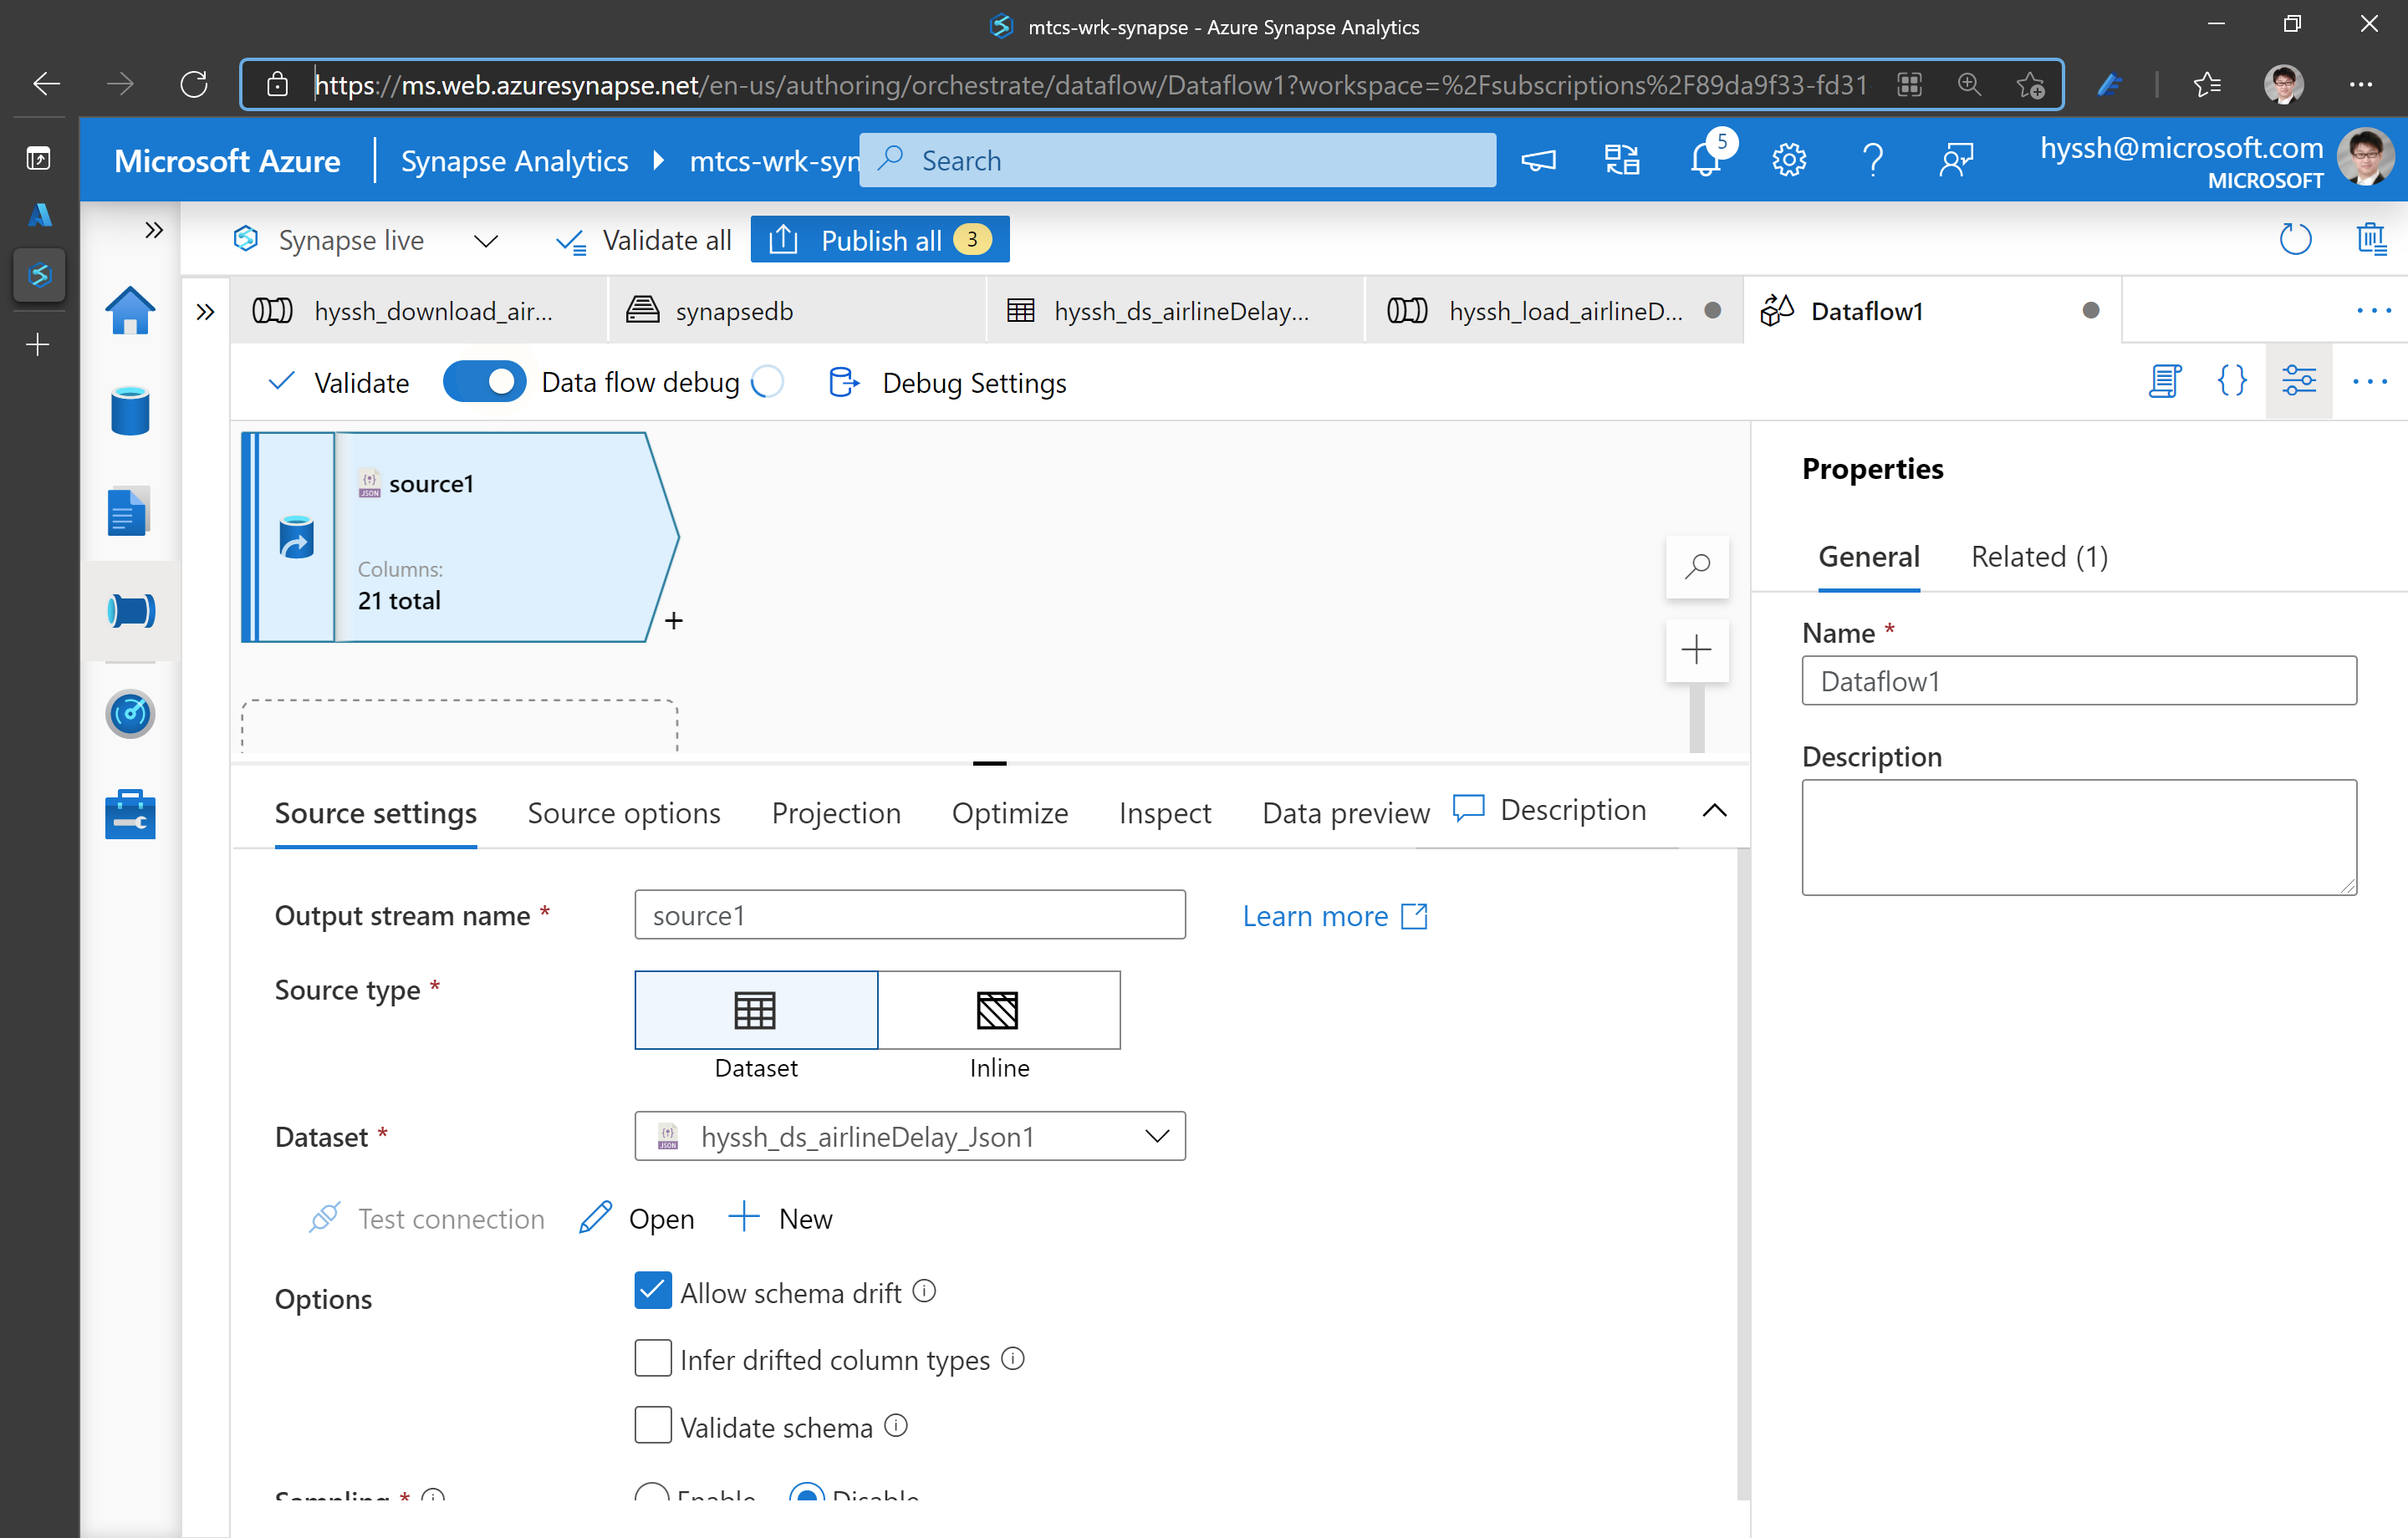 mtcs-wrk-synapse - Azure Synapse Analytics
https://ms.web.azuresynapse.net/en-us/authoring/orchestrate/dataflow/Dataflow1?workspace=%2Fsubscriptions%2F89da9f33-fd31
Microsoft Azure
Synapse Analytics
mtcs-wrk-syn
Search
5
hyssh@microsoft.com
MICROSOFT
Synapse live
Validate all
Publish all
3
hyssh_download_air...
synapsedb
hyssh_ds_airlineDelay...
hyssh_load_airlineD...
Dataflow1
Validate
Data flow debug
Debug Settings
JSON
source1
Columns:
21 total
Properties
General
Related (1)
Name *
Dataflow1
Description
Source settings
Source options
Projection
Optimize
Inspect
Data preview
Description
Output stream name *
source1
Learn more
Source type *
Dataset
Inline
Dataset *
JSON
hyssh_ds_airlineDelay_Json1
Test connection
Open
New
Options
Allow schema drift
Infer drifted column types
Validate schema
Sampling *
Enable
Disable